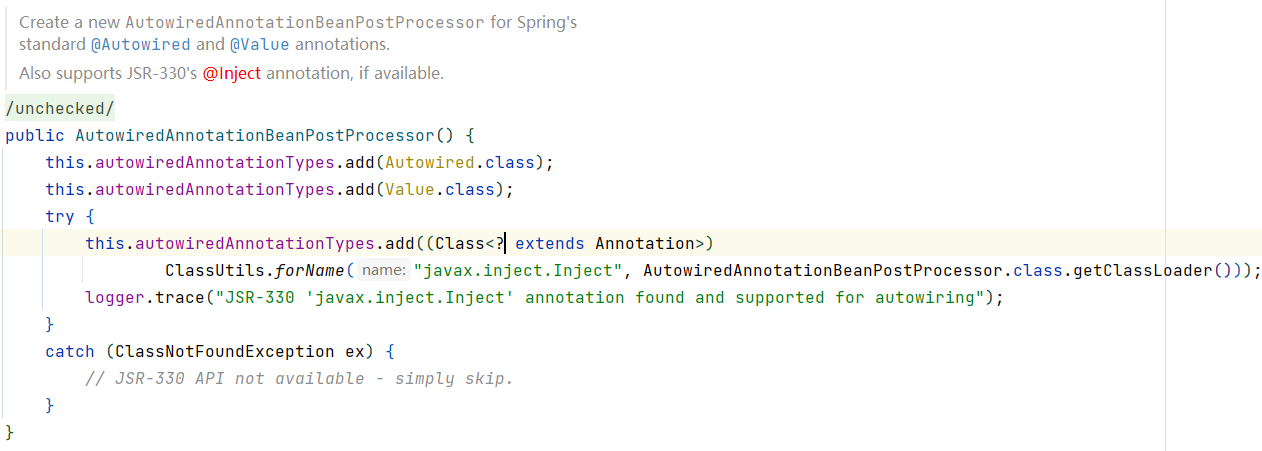 Create a new AutowiredAnnotationBeanPostProcessor for Spring's
standard @Autowired and @Value annotations.
Also supports JSR-330's @Inject annotation, if available.
/unchecked/
public AutowiredAnnotationBeanPostProcessor() {
    this.autowiredAnnotationTypes.add(Autowired.class);
    this.autowiredAnnotationTypes.add(Value.class);
    try {
        this.autowiredAnnotationTypes.add((Class<? extends Annotation>)
                ClassUtils.forName( name: "javax.inject.Inject", AutowiredAnnotationBeanPostProcessor.class.getClassLoader()));
        logger.trace("JSR-330 'javax.inject.Inject' annotation found and supported for autowiring");
    }
    catch (ClassNotFoundException ex) {
        // JSR-330 API not available - simply skip.
    }
}